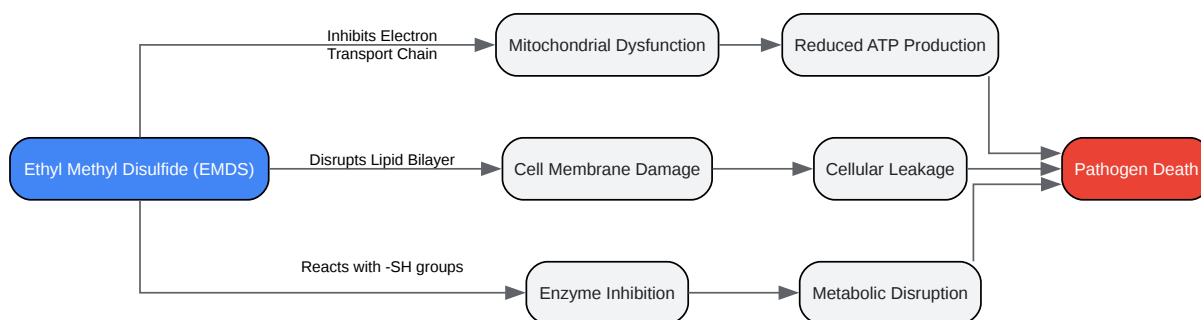 Inhibits Electron
Transport Chain
Mitochondrial Dysfunction
Reduced ATP Production
Ethyl Methyl Disulfide (EMDS)
Disrupts Lipid Bilayer
Cell Membrane Damage
Cellular Leakage
Pathogen Death
Reacts with -SH groups
Enzyme Inhibition
Metabolic Disruption